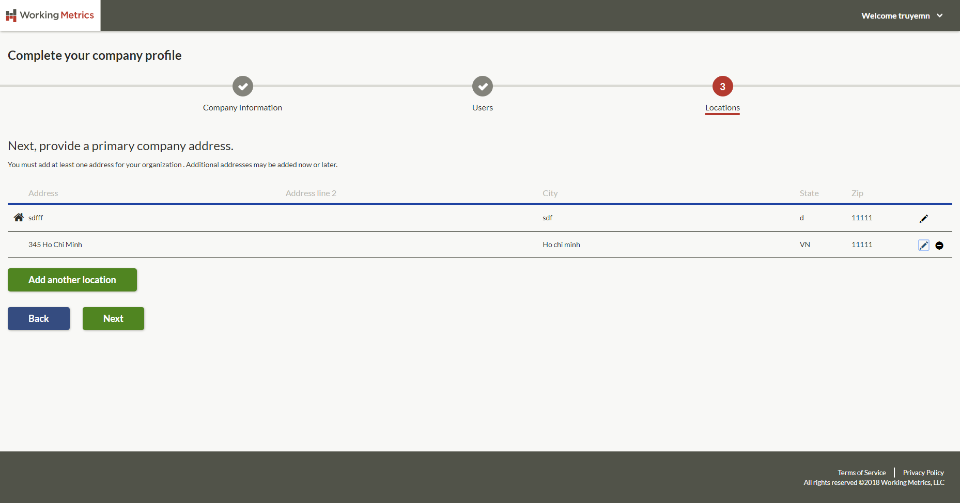 Working Metrics
Welcome truyemn
Complete your company profile
3
Company Information
Users
Locations
Next, provide a primary company address.
You must add at least one address for your organization. Additional addresses may be added now or later.
Address Address line 2 City State Zip
sdfff sdf d 11111
345 Ho Chi Minh Ho chi minh VN 11111
Add another location
Back Next
Terms of Service | Privacy Policy
All rights reserved ©2018 Working Metrics, LLC